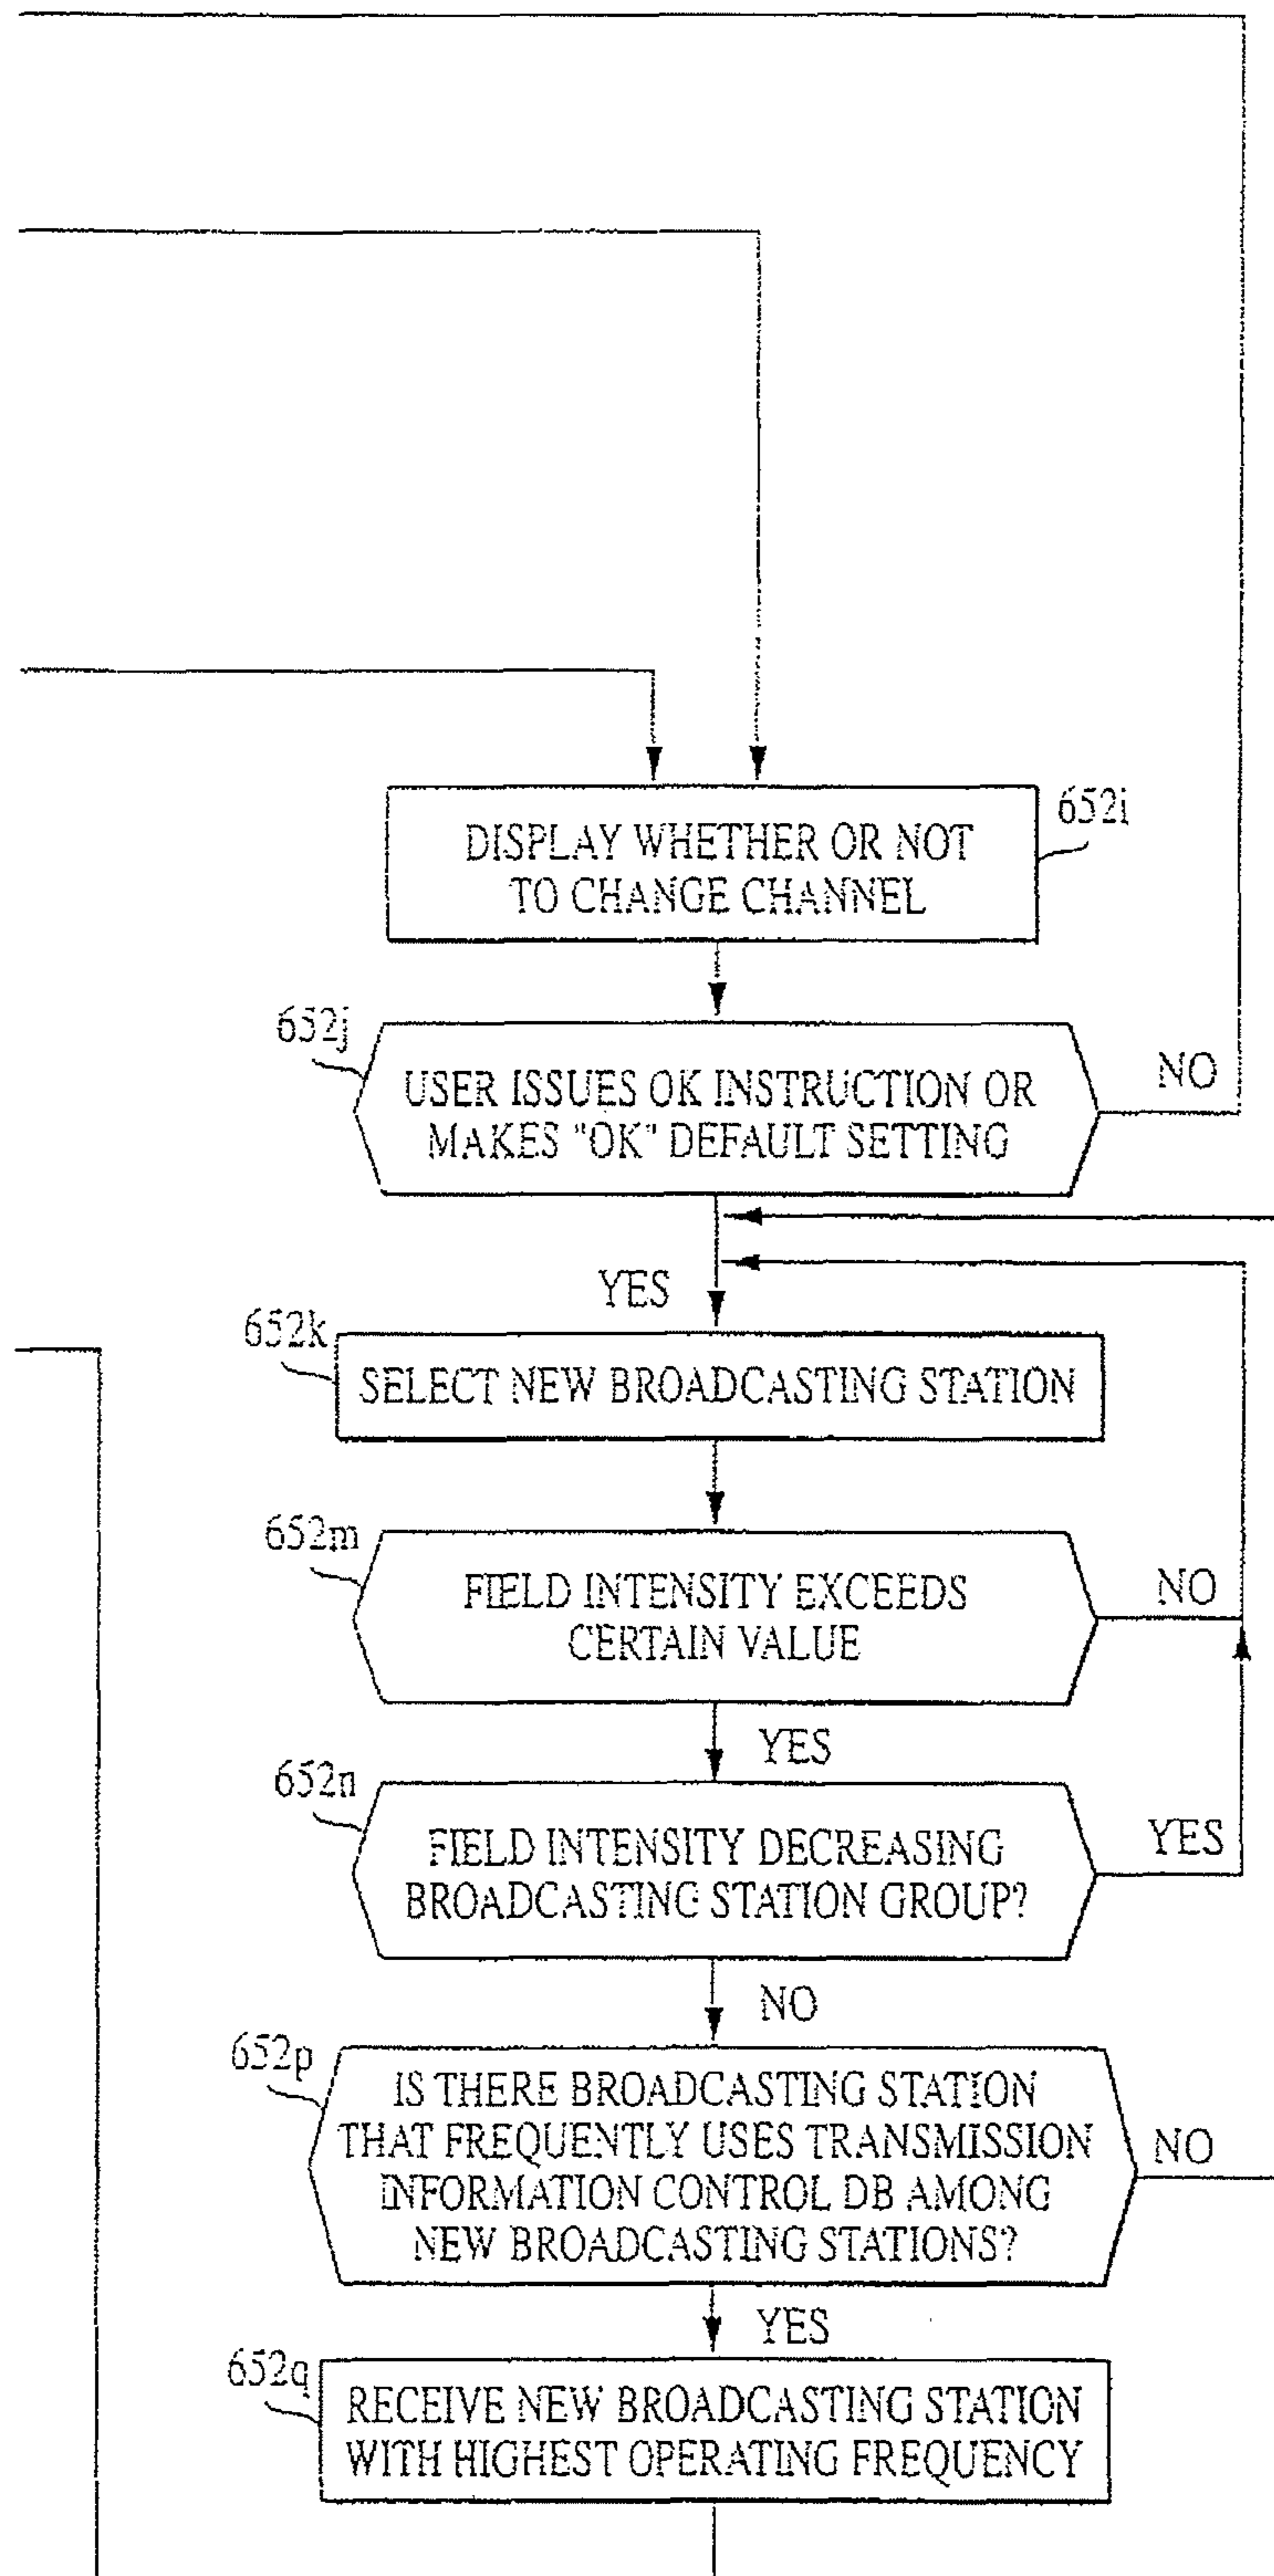 652i
DISPLAY WHETHER OR NOT
TO CHANGE CHANNEL
652j
USER ISSUES OK INSTRUCTION OR
MAKES "OK" DEFAULT SETTING
NO
YES
652k
SELECT NEW BROADCASTING STATION
652m
FIELD INTENSITY EXCEEDS
CERTAIN VALUE
NO
YES
652n
FIELD INTENSITY DECREASING
BROADCASTING STATION GROUP?
YES
NO
652p
IS THERE BROADCASTING STATION
THAT FREQUENTLY USES TRANSMISSION
INFORMATION CONTROL DB AMONG
NEW BROADCASTING STATIONS?
NO
YES
652q
RECEIVE NEW BROADCASTING STATION
WITH HIGHEST OPERATING FREQUENCY